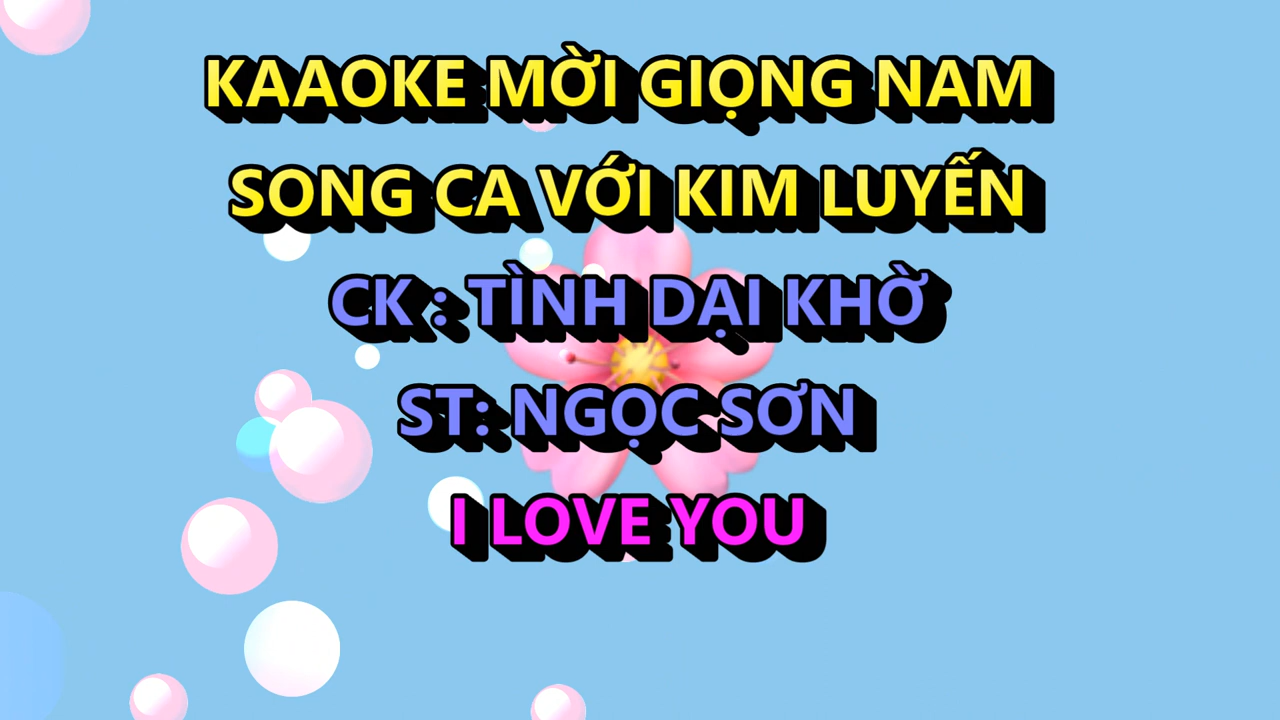 KAAOKE MỜI GIỌNG NAM
SONG CA VỚI KIM LUYẾN
CK : TÌNH DẠI KHỜ
ST: NGỌC SƠN
I LOVE YOU